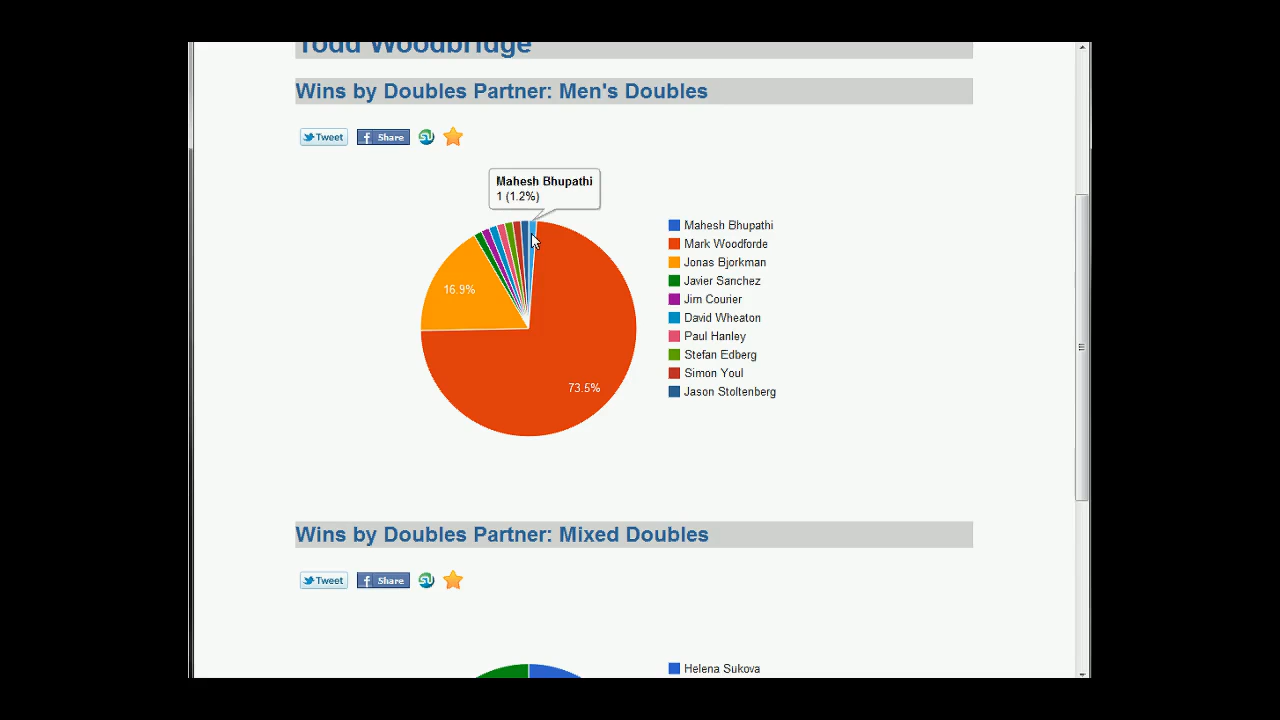 Todd Woodbridge
Wins by Doubles Partner: Men's Doubles
Tweet
f Share
Mahesh Bhupathi
1 (1.2%)
16.9%
73.5%
Mahesh Bhupathi
Mark Woodforde
Jonas Bjorkman
Javier Sanchez
Jim Courier
David Wheaton
Paul Hanley
Stefan Edberg
Simon Youl
Jason Stoltenberg
Wins by Doubles Partner: Mixed Doubles
Tweet
f Share
Helena Sukova